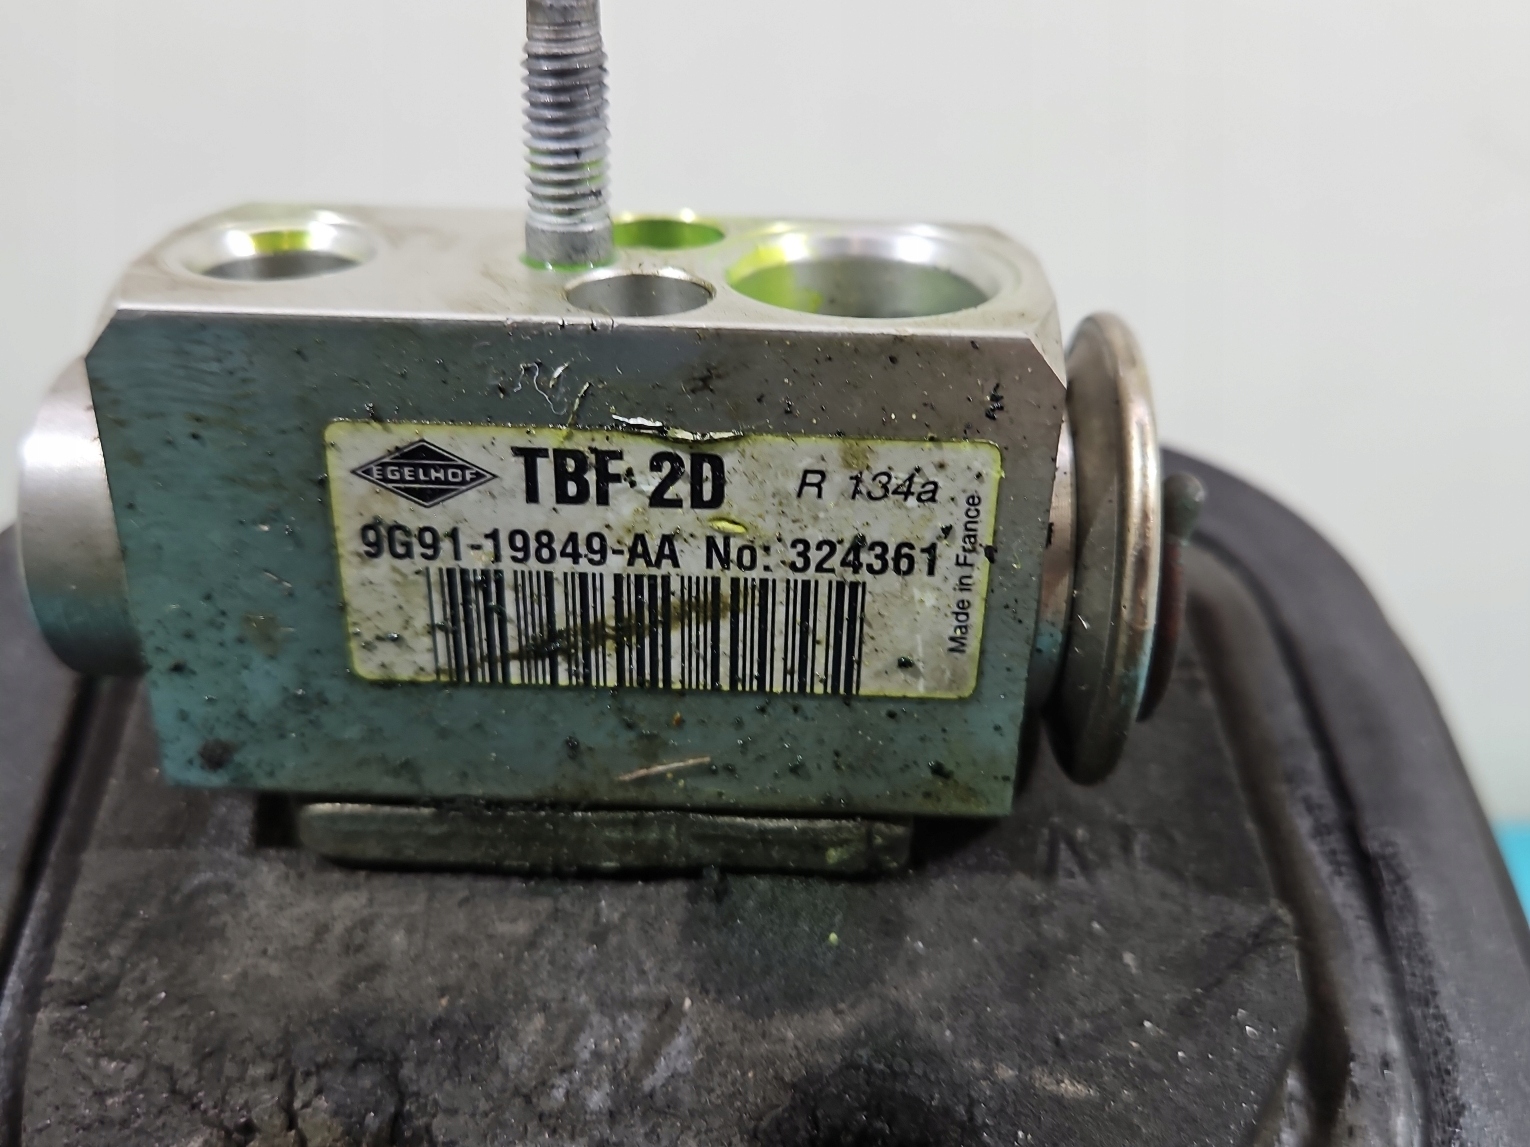 EGELHOF TBF 2D R 134a
9G91-19849-AA No: 324361
Made in France